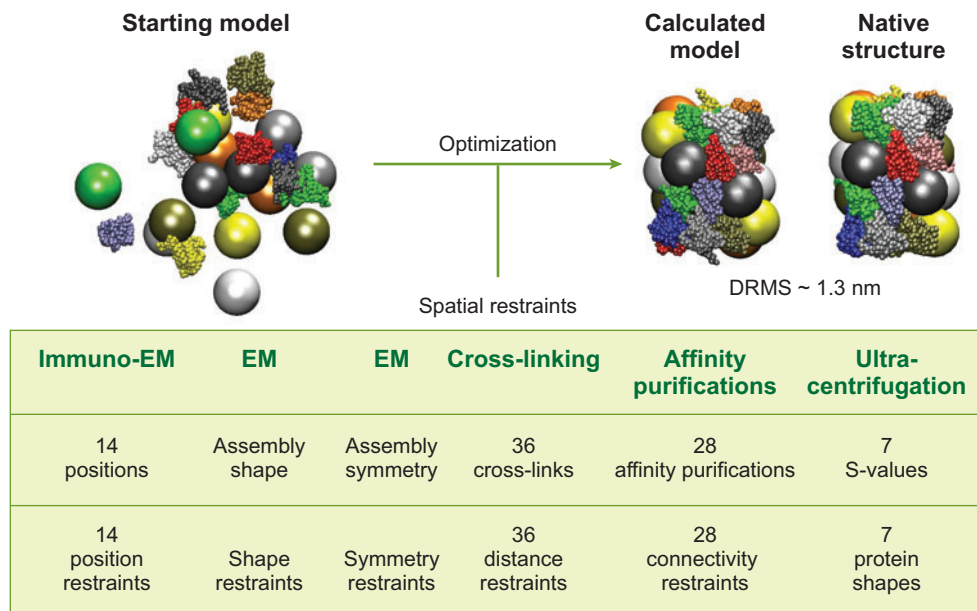 Starting model
Calculated
model
Native
structure
Optimization
DRMS ~ 1.3 nm
Spatial restraints
Immuno-EM
EM
EM
Cross-linking
Affinity
purifications
Ultra-
centrifugation
14
positions
Assembly
shape
Assembly
symmetry
36
cross-links
28
affinity purifications
7
S-values
14
position
restraints
Shape
restraints
Symmetry
restraints
36
distance
restraints
28
connectivity
restraints
7
protein
shapes